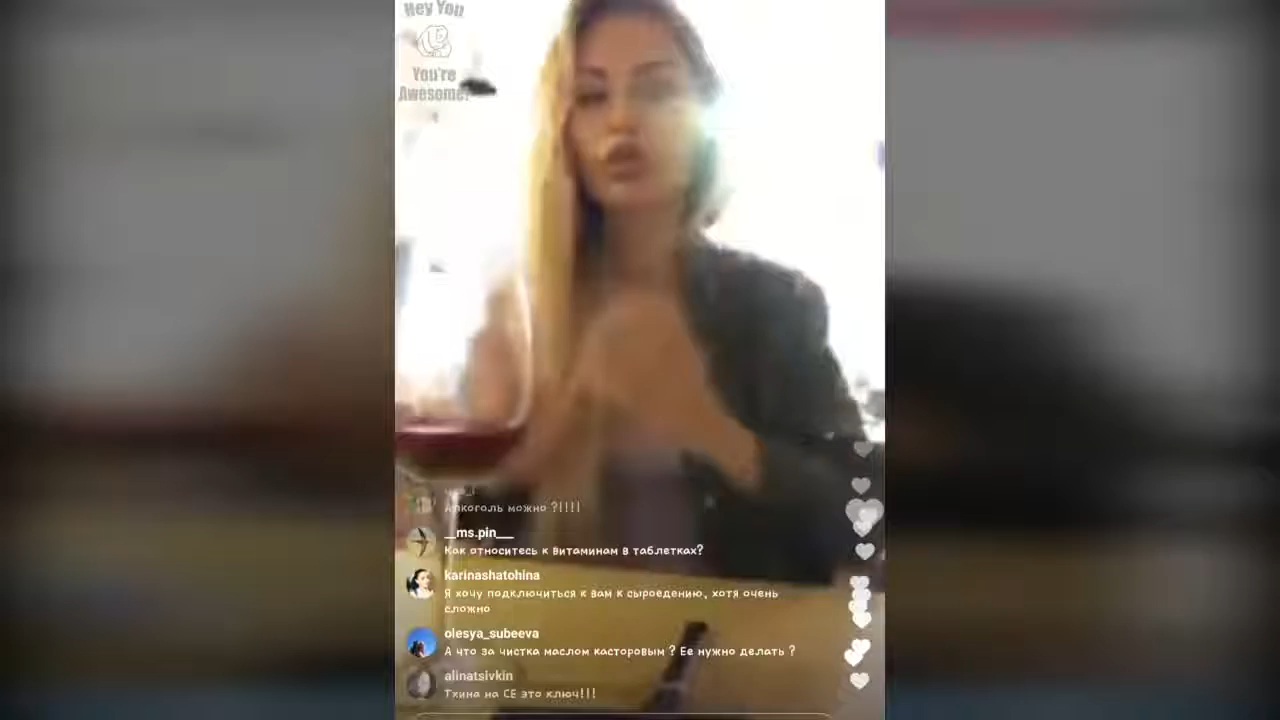 Hey You
You're
Awesome!
Алкоголь можно ?!!!!
__ms.pin__
Как относитесь к витаминам в таблетках?
karinashatohina
Я хочу подключиться к вам к сыроедению, хотя очень
сложно
olesya_subeeva
А что за чистка маслом касторовым ? Ее нужно делать ?
alinatsivkin
Тхина на СЕ это ключ!!!